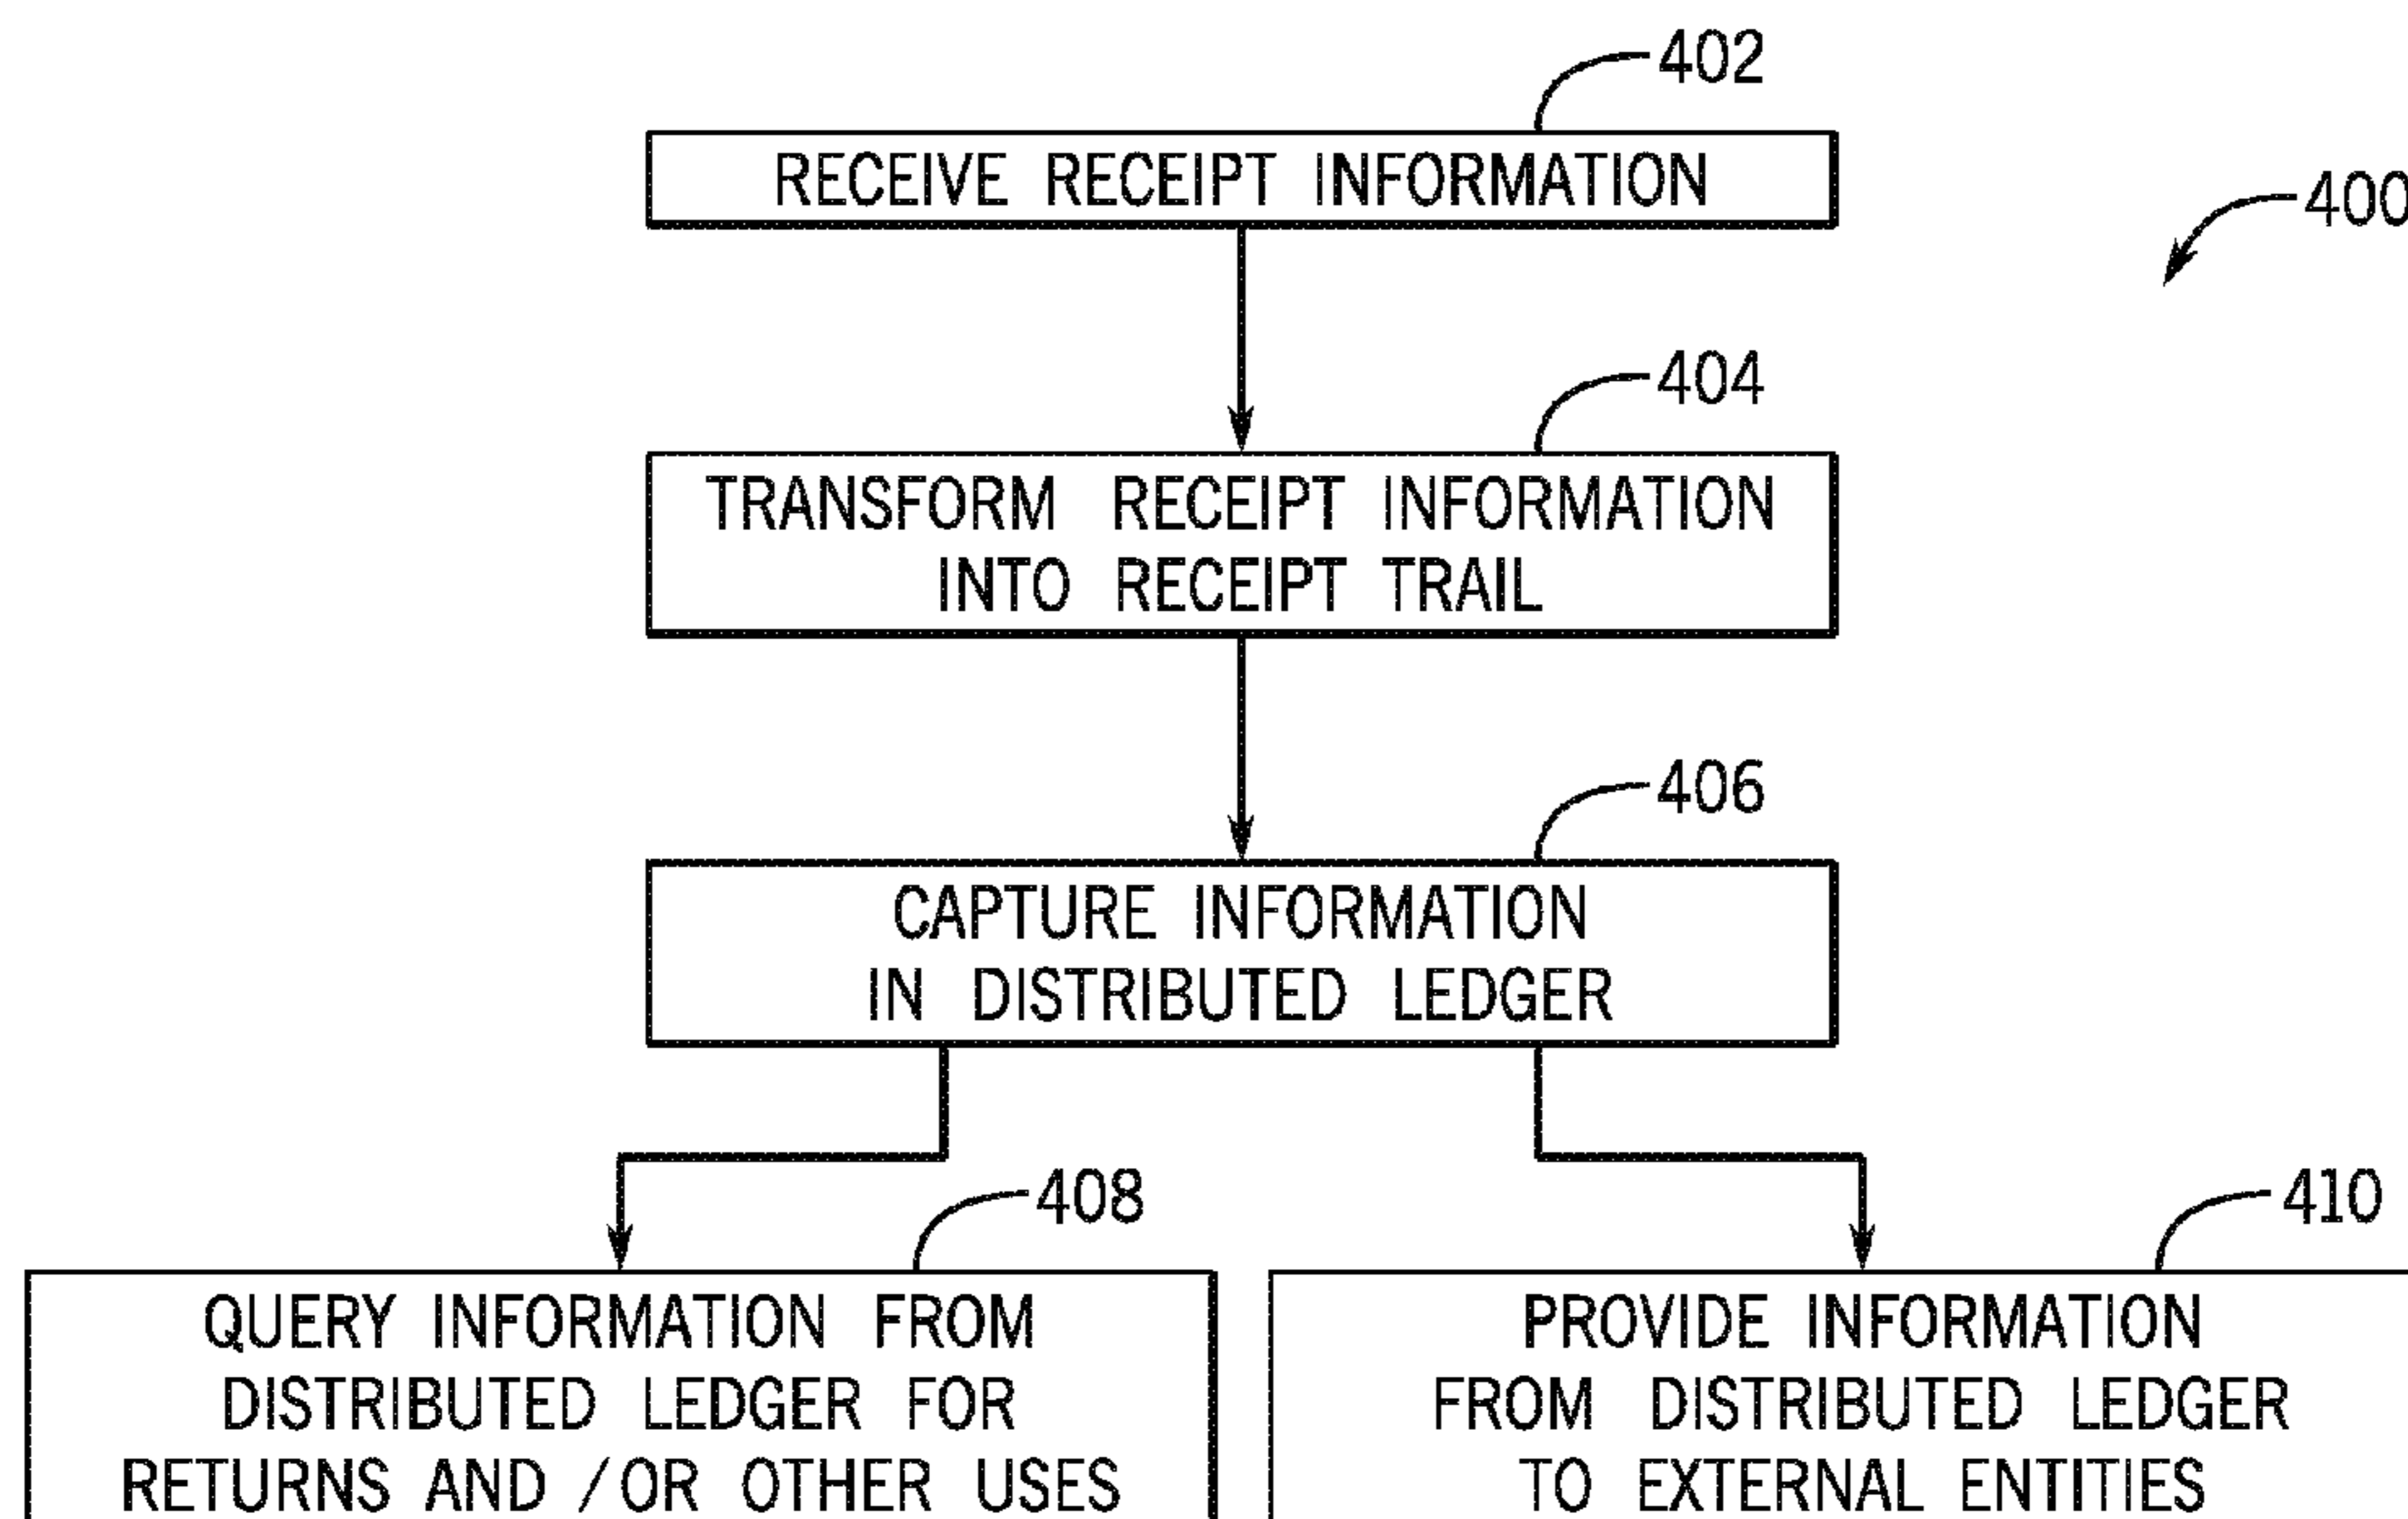 402
RECEIVE RECEIPT INFORMATION
400
404
TRANSFORM RECEIPT INFORMATION
INTO RECEIPT TRAIL
406
CAPTURE INFORMATION
IN DISTRIBUTED LEDGER
408
QUERY INFORMATION FROM
DISTRIBUTED LEDGER FOR
RETURNS AND /OR OTHER USES
410
PROVIDE INFORMATION
FROM DISTRIBUTED LEDGER
TO EXTERNAL ENTITIES